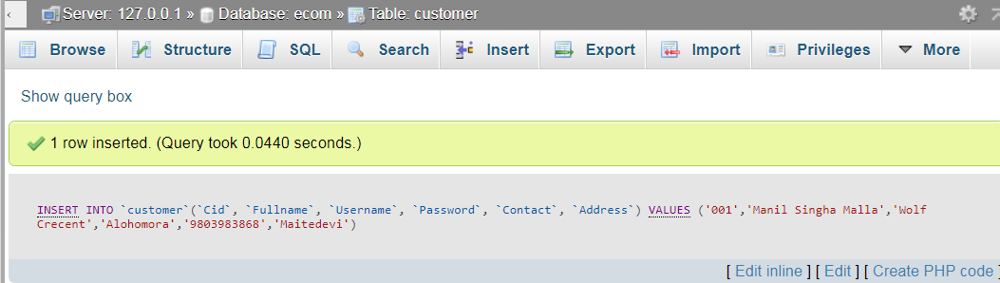 Server: 127.0.0.1 » Database: ecom » Table: customer
Browse Structure SQL Search Insert Export Import Privileges More
Show query box
1 row inserted. (Query took 0.0440 seconds.)
INSERT INTO `customer`(`Cid`, `Fullname`, `Username`, `Password`, `Contact`, `Address`) VALUES ('001','Manil Singha Malla','Wolf
Crecent','Alohomora','9803983868','Maitedevi')
[ Edit inline ] [ Edit ] [ Create PHP code ]